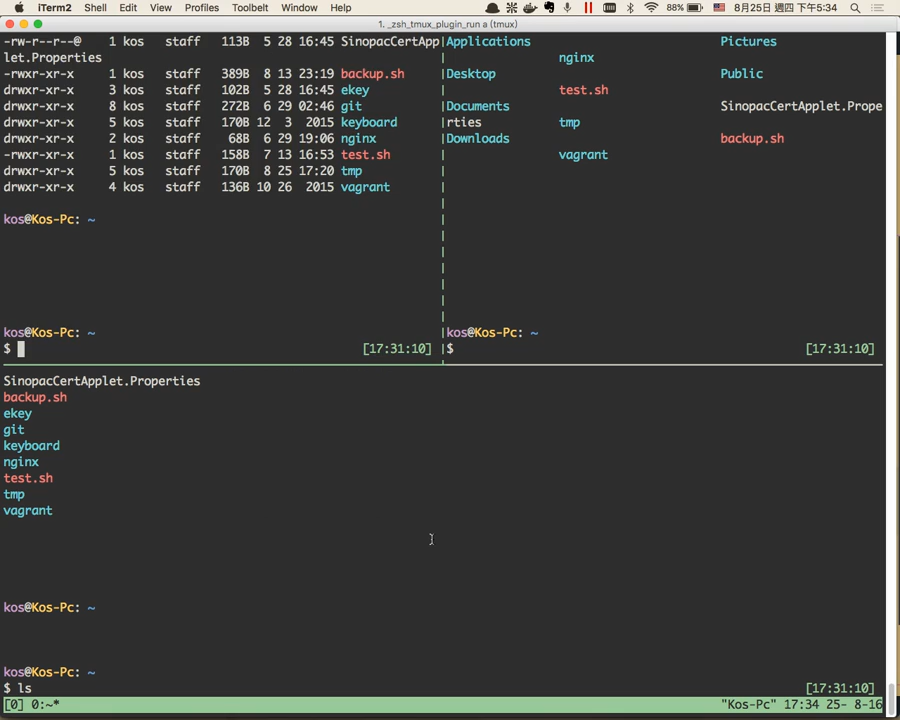 iTerm2 Shell Edit View Profiles Toolbelt Window Help 88% 8月25日 週四 下午5:34
1. _zsh_tmux_plugin_run a (tmux)
-rw-r--r--@ 1 kos staff 113B 5 28 16:45 SinopacCertApp
let.Properties
-rwxr-xr-x 1 kos staff 389B 8 13 23:19 backup.sh
drwxr-xr-x 3 kos staff 102B 5 28 16:45 ekey
drwxr-xr-x 8 kos staff 272B 6 29 02:46 git
drwxr-xr-x 5 kos staff 170B 12 3 2015 keyboard
drwxr-xr-x 2 kos staff 68B 6 29 19:06 nginx
-rwxr-xr-x 1 kos staff 158B 7 13 16:53 test.sh
drwxr-xr-x 5 kos staff 170B 8 25 17:20 tmp
drwxr-xr-x 4 kos staff 136B 10 26 2015 vagrant
kos@Kos-Pc: ~
kos@Kos-Pc: ~
$ [17:31:10]
Applications Pictures
nginx
Desktop Public
test.sh
Documents SinopacCertApplet.Prope
rties tmp
Downloads backup.sh
vagrant
kos@Kos-Pc: ~
$ [17:31:10]
SinopacCertApplet.Properties
backup.sh
ekey
git
keyboard
nginx
test.sh
tmp
vagrant
kos@Kos-Pc: ~
kos@Kos-Pc: ~
$ ls [17:31:10]
[0] 0:~* "Kos-Pc" 17:34 25- 8-16